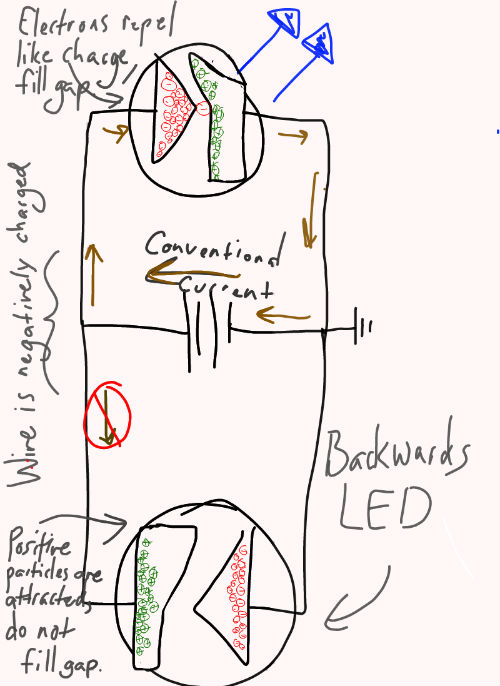 Electrons repel
like charge,
fill gap.
Wire is negatively charged
Conventional
Current
Backwards
LED
Positive
particles are
attracted,
do not
fill gap.